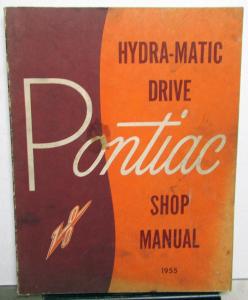 HYDRA-MATIC
DRIVE
Pontiac
SHOP
MANUAL
1955